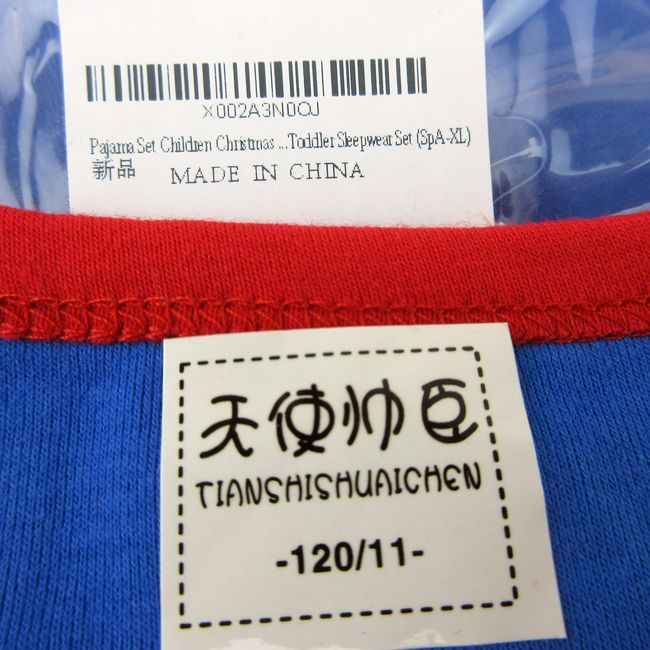 X002A3N0QJ
Pajama Set Children Christmas ...Toddler Sleepwear Set (SpA-XL)
新品
MADE IN CHINA
天使帅臣
TIANSHISHUAICHEN
-120/11-